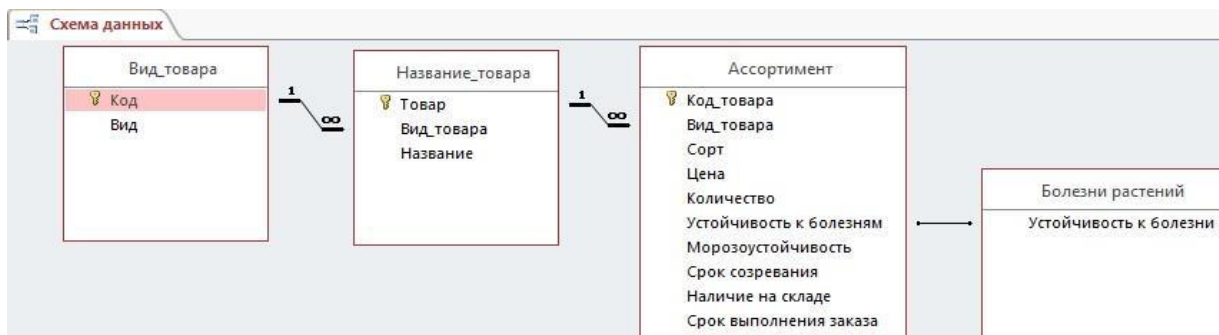 Схема данных
Вид_товара
Код
Вид
1
∞
Название_товара
Товар
Вид_товара
Название
1
∞
Ассортимент
Код_товара
Вид_товара
Сорт
Цена
Количество
Устойчивость к болезням
Морозоустойчивость
Срок созревания
Наличие на складе
Срок выполнения заказа
Болезни растений
Устойчивость к болезни